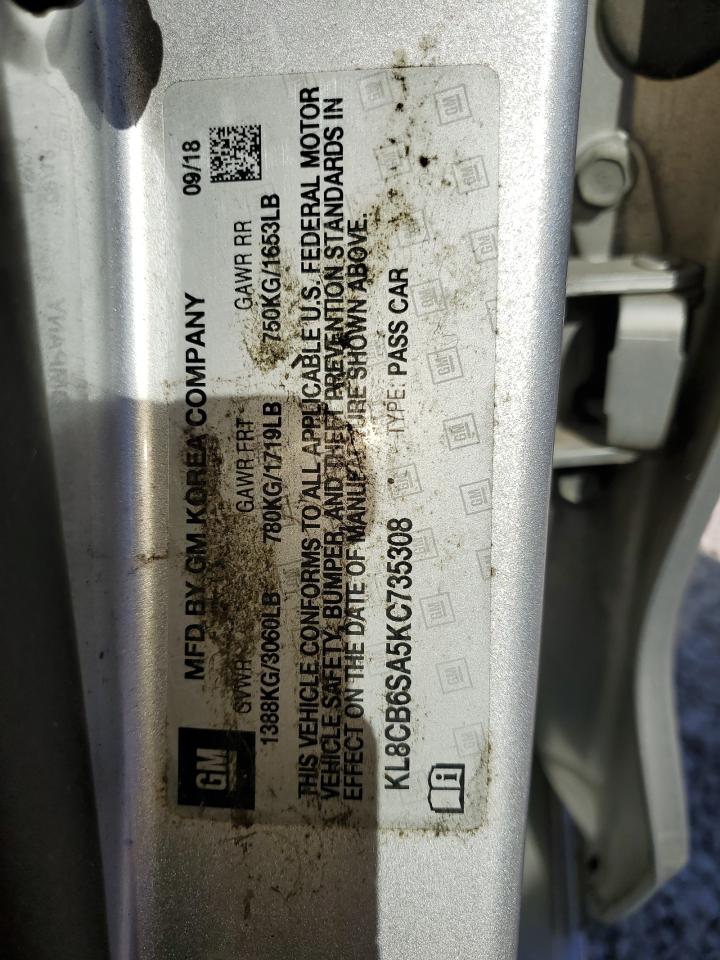 MFD BY GM KOREA COMPANY 09/18
GM
GVWR GAWR FRT GAWR RR
1388KG/3060LB 780KG/1719LB 750KG/1653LB
THIS VEHICLE CONFORMS TO ALL APPLICABLE U.S. FEDERAL MOTOR
VEHICLE SAFETY, BUMPER, AND THEFT PREVENTION STANDARDS IN
EFFECT ON THE DATE OF MANUFACTURE SHOWN ABOVE.
KL8CB6SA5KC735308 TYPE: PASS CAR